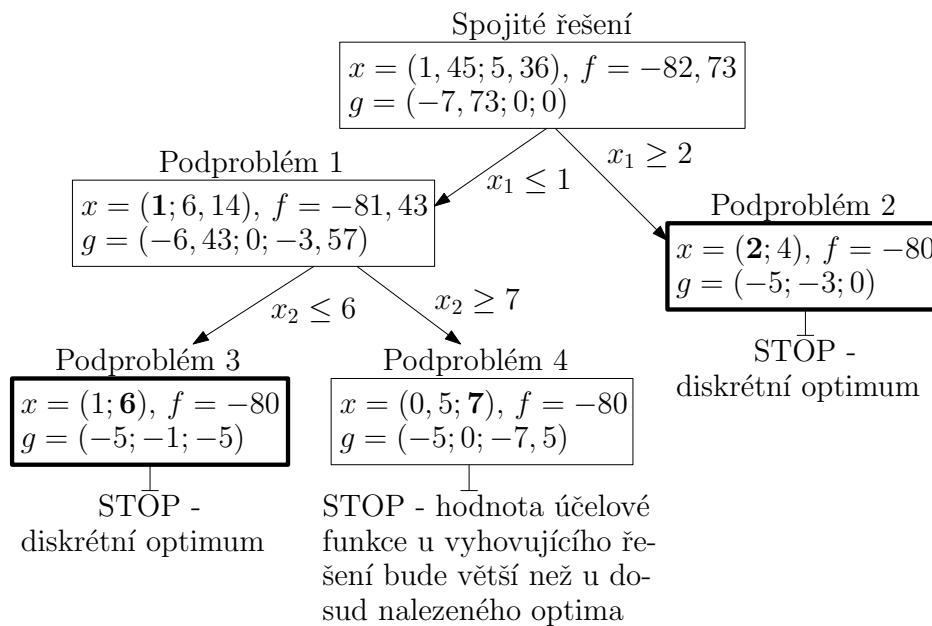 Spojité řešení
x = (1, 45; 5, 36), f = −82, 73
g = (−7, 73; 0; 0)
x₁ ≤ 1
x₁ ≥ 2
Podproblém 1
x = (1; 6, 14), f = −81, 43
g = (−6, 43; 0; −3, 57)
Podproblém 2
x = (2; 4), f = −80
g = (−5; −3; 0)
STOP -
diskrétní optimum
x₂ ≤ 6
x₂ ≥ 7
Podproblém 3
x = (1; 6), f = −80
g = (−5; −1; −5)
STOP -
diskrétní optimum
Podproblém 4
x = (0, 5; 7), f = −80
g = (−5; 0; −7, 5)
STOP - hodnota účelové
funkce u vyhovujícího ře-
šení bude větší než u do-
sud nalezeného optima